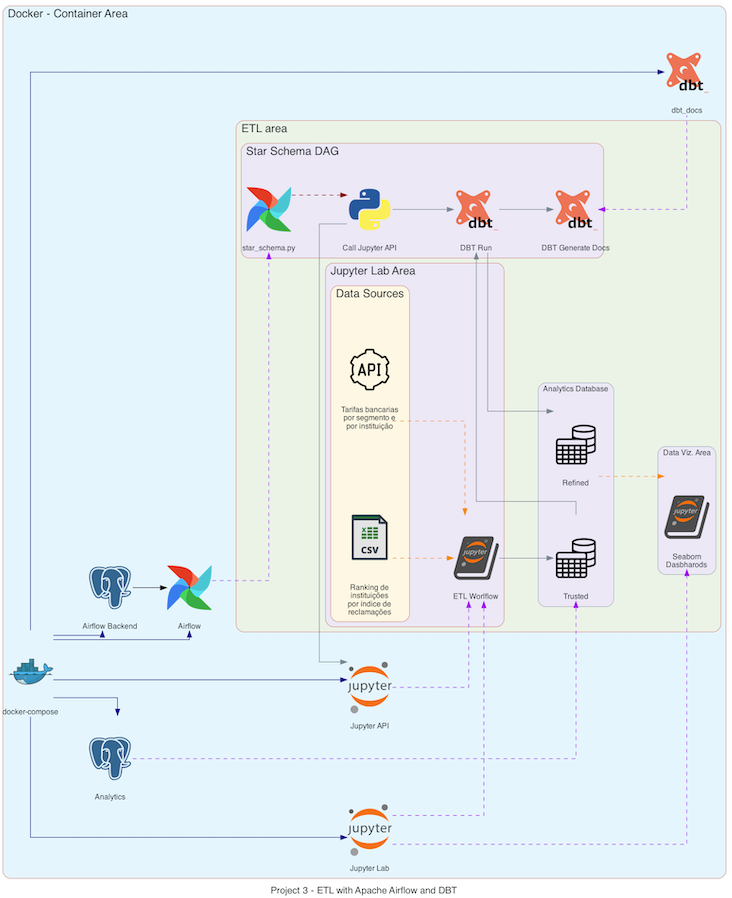 Docker - Container Area
dbt
dbt_docs
ETL area
Star Schema DAG
dbt
dbt
star_schema.py
Call Jupyter API
DBT Run
DBT Generate Docs
Jupyter Lab Area
Data Sources
API
Tarifas bancarias
por segmento e
por instituição
Analytics Database
Refined
Data Viz. Area
jupyter
Seaborn
Dasbharods
CSV
Ranking de
instituições
por índice de
reclamações
jupyter
ETL Worlflow
Trusted
Airflow Backend
Airflow
docker-compose
jupyter
Jupyter API
Analytics
jupyter
Jupyter Lab
Project 3 - ETL with Apache Airflow and DBT